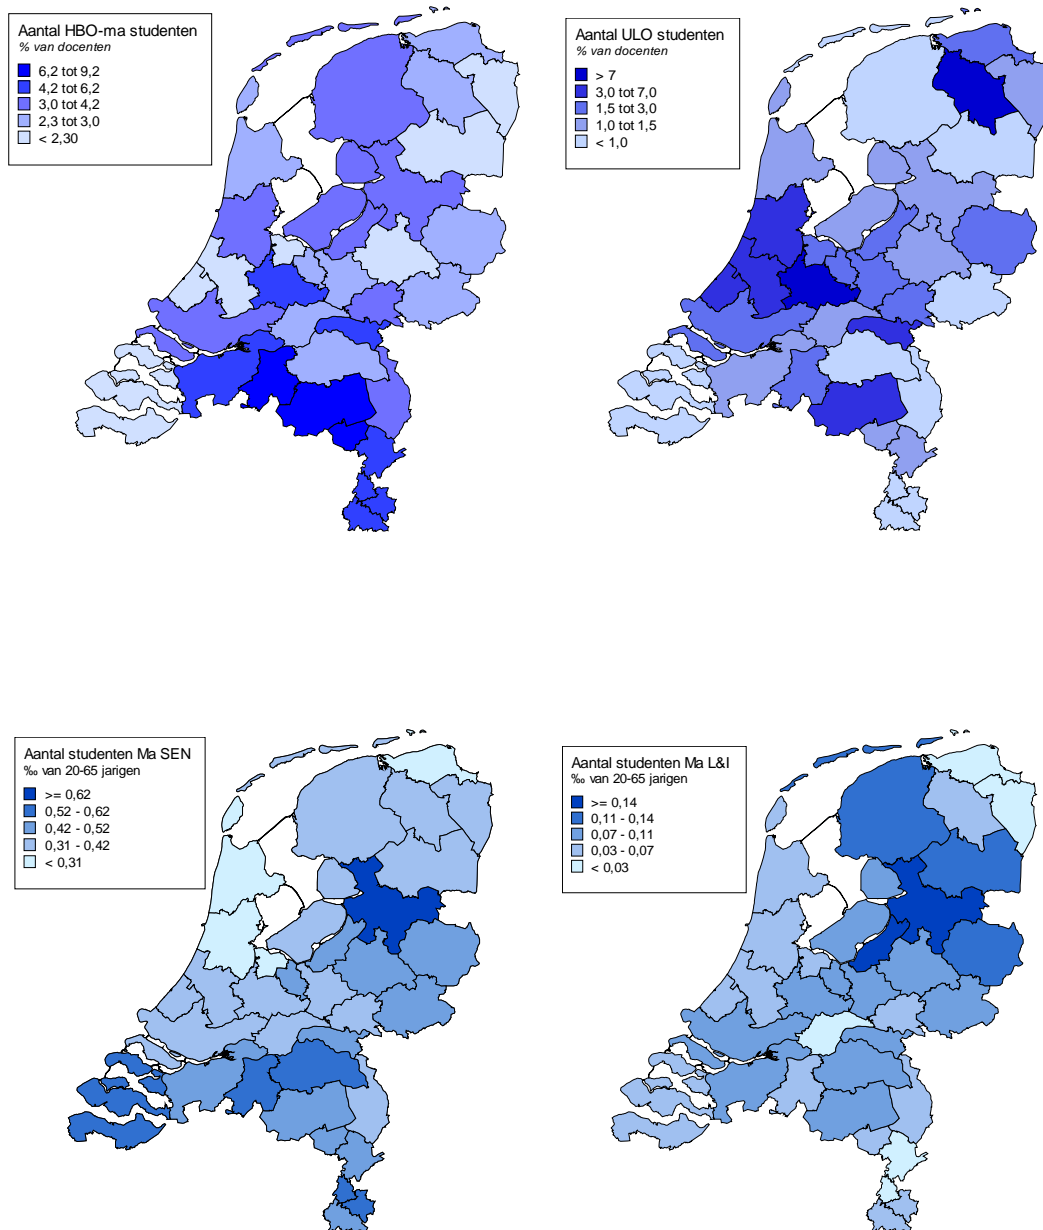 Aantal HBO-ma studenten
% van docenten
6,2 tot 9,2
4,2 tot 6,2
3,0 tot 4,2
2,3 tot 3,0
< 2,30
Aantal ULO studenten
% van docenten
> 7
3,0 tot 7,0
1,5 tot 3,0
1,0 tot 1,5
< 1,0
Aantal studenten Ma SEN
‰ van 20-65 jarigen
>= 0,62
0,52 - 0,62
0,42 - 0,52
0,31 - 0,42
< 0,31
Aantal studenten Ma L&I
‰ van 20-65 jarigen
>= 0,14
0,11 - 0,14
0,07 - 0,11
0,03 - 0,07
< 0,03